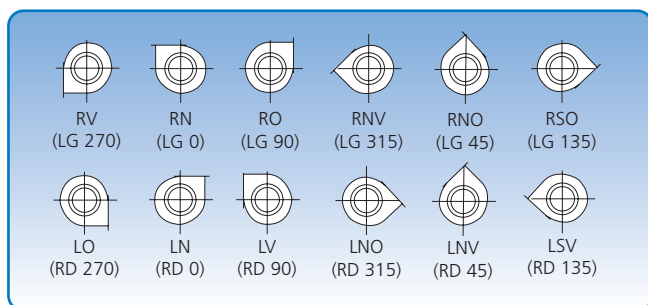 RV RN RO RNV RNO RSO
(LG 270) (LG 0) (LG 90) (LG 315) (LG 45) (LG 135)
LO LN LV LNO LNV LSV
(RD 270) (RD 0) (RD 90) (RD 315) (RD 45) (RD 135)